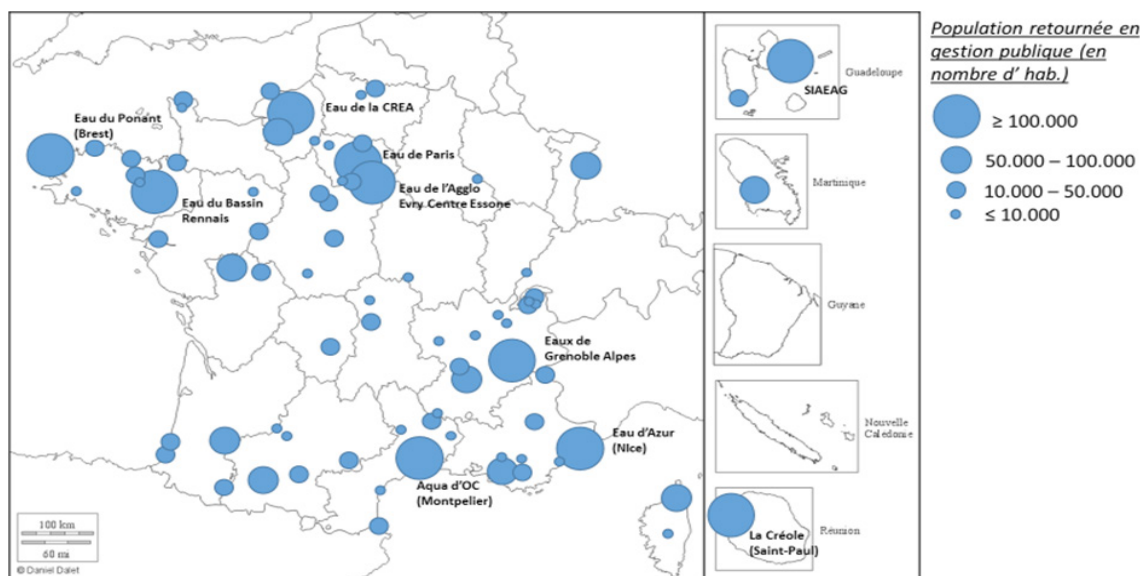 Eau de la CREA
Eau du Ponant
(Brest)
Eau de Paris
Eau de l'Agglo
Evry Centre Essone
Eau du Bassin
Rennais
Eaux de
Grenoble Alpes
Eau d'Azur
(NIce)
Aqua d'OC
(Montpelier)
100 km
60 mi
© Daniel Dalet
Guadeloupe
SIAEAG
Martinique
Guyane
Nouvelle
Calédonie
Réunion
La Créole
(Saint-Paul)
Population retournée en
gestion publique (en
nombre d' hab.)
≥ 100.000
50.000 – 100.000
10.000 – 50.000
≤ 10.000